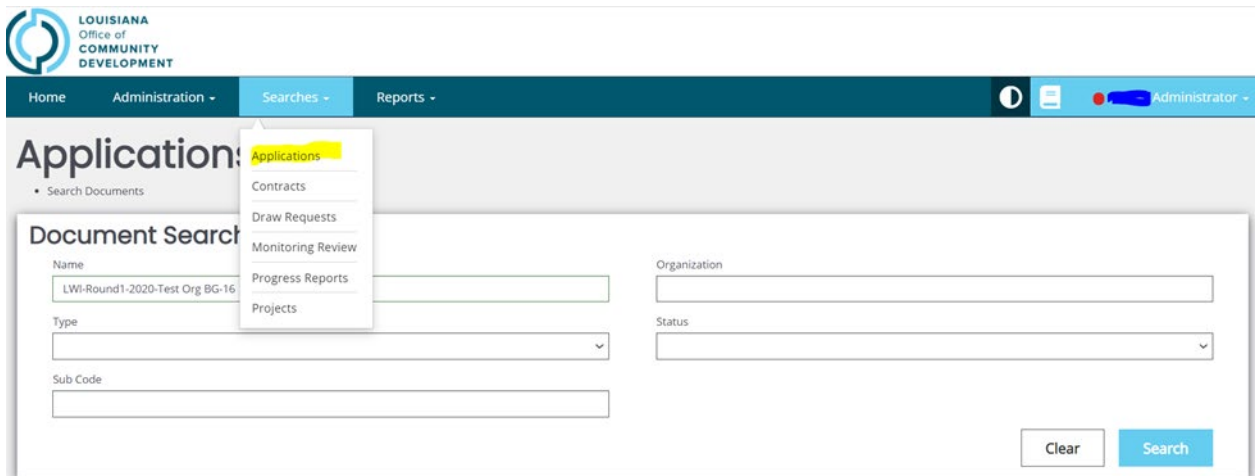 LOUISIANA
Office of
COMMUNITY
DEVELOPMENT
Home Administration Searches Reports Administrator
Applications
Applications
• Search Documents
Contracts
Draw Requests
Monitoring Review
Progress Reports
Projects
Document Search
Name Organization
LWI-Round1-2020-Test Org BG-16
Type Status
Sub Code
Clear Search